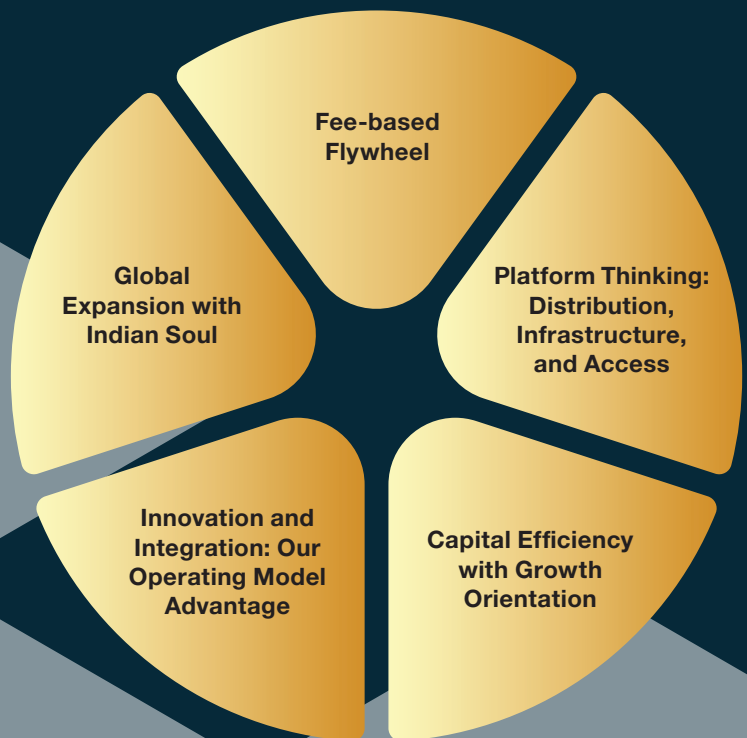 Fee-based
Flywheel
Platform Thinking:
Distribution,
Infrastructure,
and Access
Capital Efficiency
with Growth
Orientation
Innovation and
Integration: Our
Operating Model
Advantage
Global
Expansion with
Indian Soul